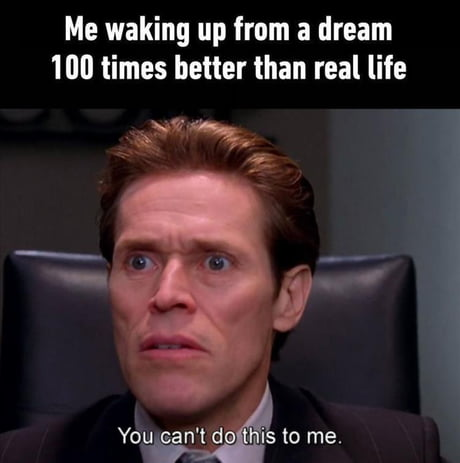 Me waking up from a dream
100 times better than real life
You can't do this to me.